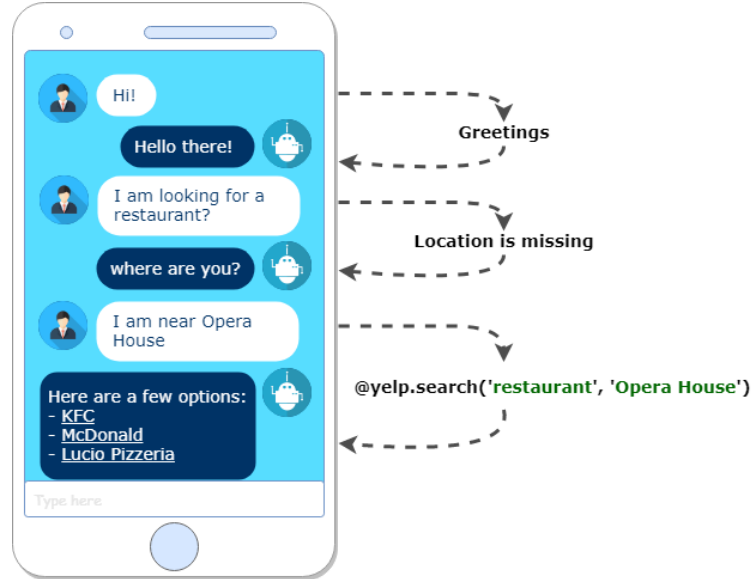 Hi!
Greetings
Hello there!
I am looking for a
restaurant?
Location is missing
where are you?
I am near Opera
House
@yelp.search('restaurant', 'Opera House')
Here are a few options:
- KFC
- McDonald
- Lucio Pizzeria
Type here